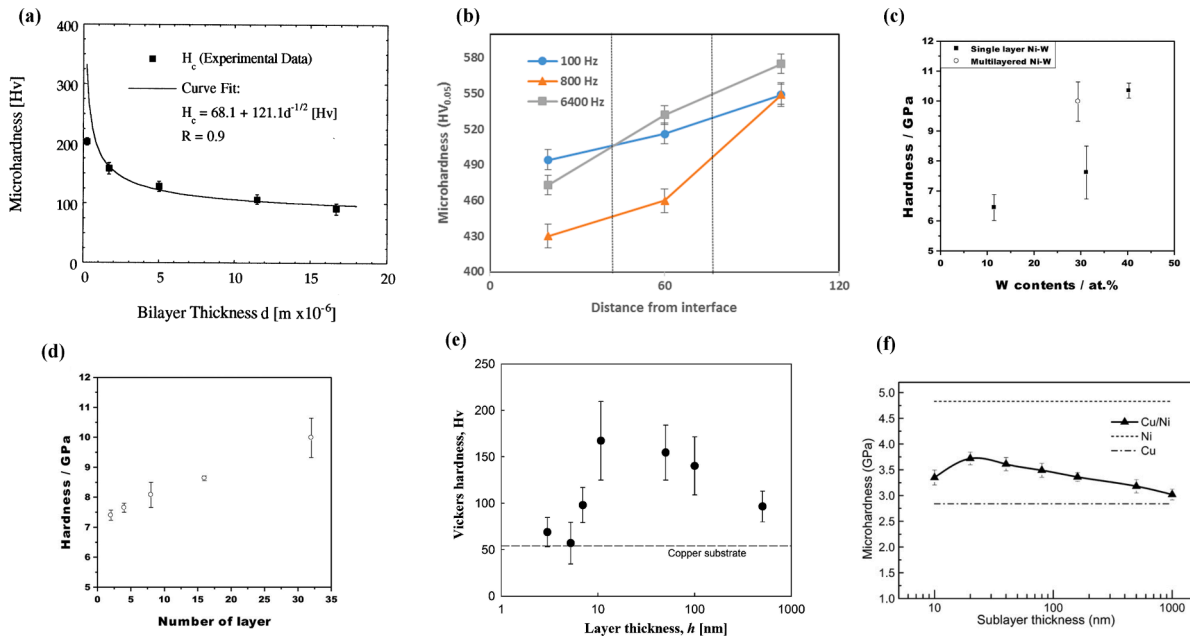 (a)
400
300
200
100
0
Microhardness [Hv]
H_c (Experimental Data)
Curve Fit:
H_c = 68.1 + 121.1d^-1/2 [Hv]
R = 0.9
0 5 10 15 20
Bilayer Thickness d [m x10^-6]
(b)
580
550
520
490
460
430
400
Microhardness (HV0.05)
100 Hz
800 Hz
6400 Hz
0 20 40 60 80 100 120
Distance from interface
(c)
12
11
10
9
8
7
6
5
Hardness / GPa
Single layer Ni-W
Multilayered Ni-W
0 10 20 30 40 50
W contents / at.%
(d)
12
11
10
9
8
7
6
5
Hardness / GPa
0 5 10 15 20 25 30 35
Number of layer
(e)
250
200
150
100
50
0
Vickers hardness, Hv
Copper substrate
1 10 100 1000
Layer thickness, h [nm]
(f)
5.0
4.5
4.0
3.5
3.0
2.5
2.0
1.5
1.0
Microhardness (GPa)
Cu/Ni
Ni
Cu
10 100 1000
Sublayer thickness (nm)